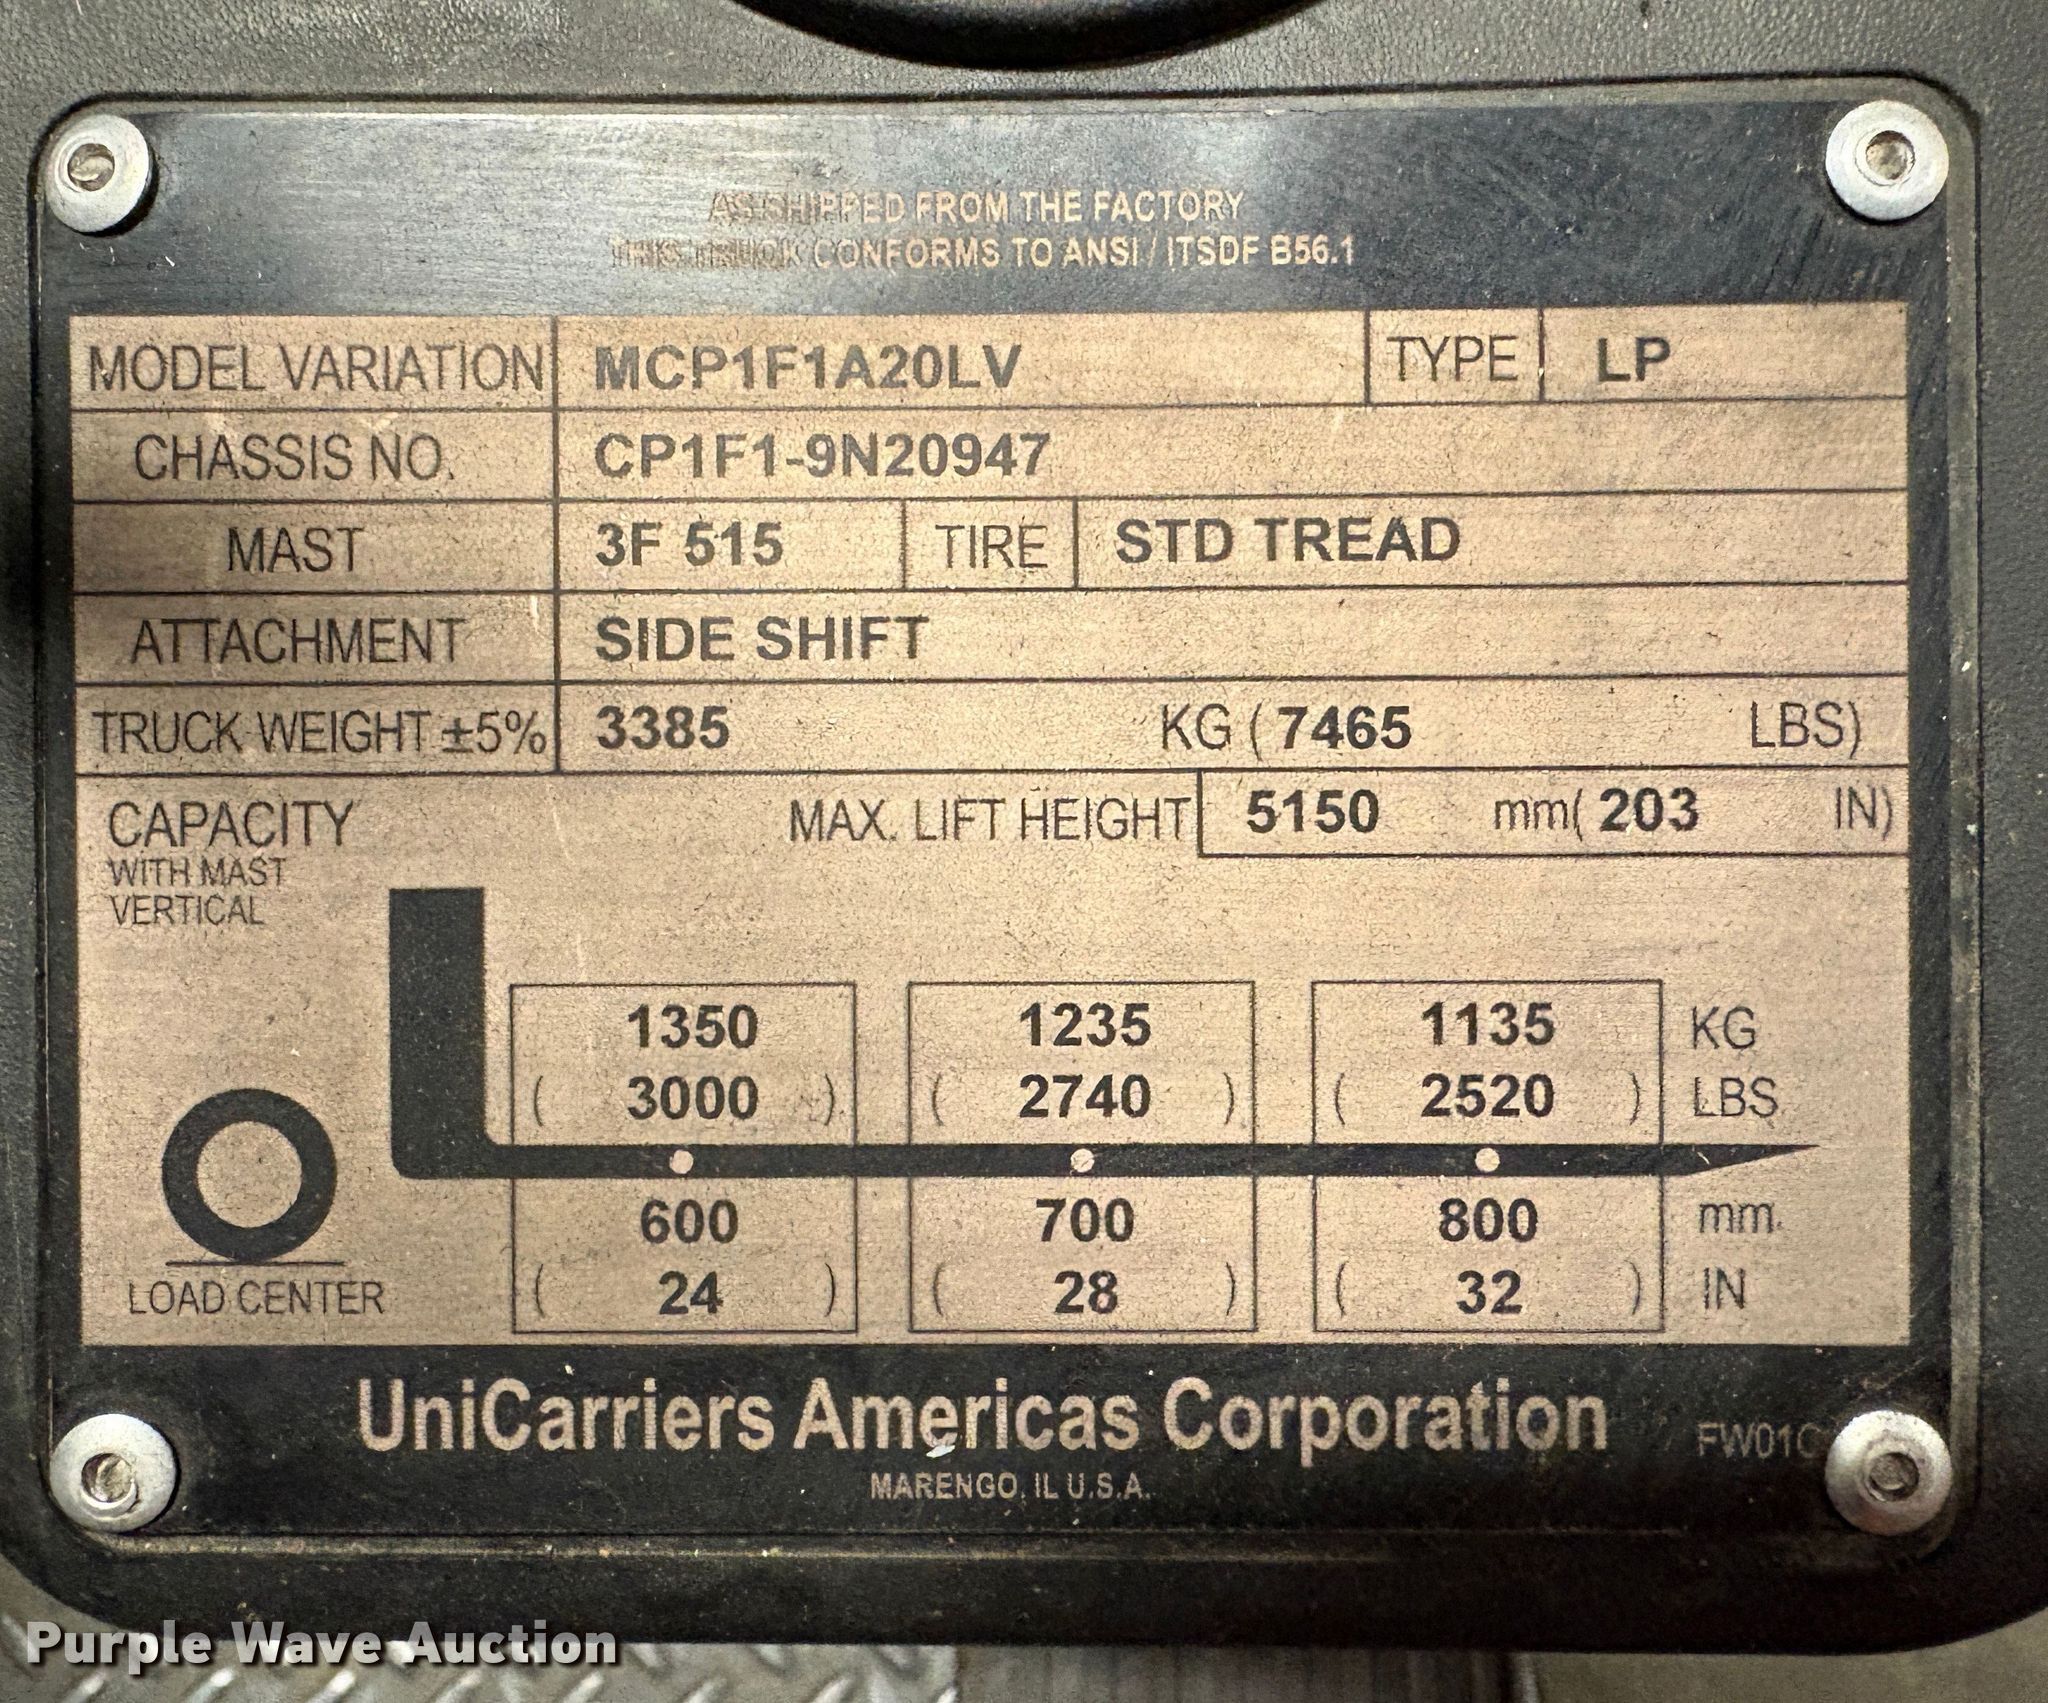 AS SHIPPED FROM THE FACTORY
THIS TRUCK CONFORMS TO ANSI / ITSDF B56.1
MODEL VARIATION MCP1F1A20LV TYPE LP
CHASSIS NO. CP1F1-9N20947
MAST 3F 515 TIRE STD TREAD
ATTACHMENT SIDE SHIFT
TRUCK WEIGHT ±5% 3385 KG ( 7465 LBS)
CAPACITY MAX. LIFT HEIGHT 5150 mm( 203 IN)
WITH MAST
VERTICAL
1350 1235 1135 KG
( 3000 ) ( 2740 ) ( 2520 ) LBS
600 700 800 mm
LOAD CENTER ( 24 ) ( 28 ) ( 32 ) IN
UniCarriers Americas Corporation
MARENGO, IL U.S.A.
Purple Wave Auction